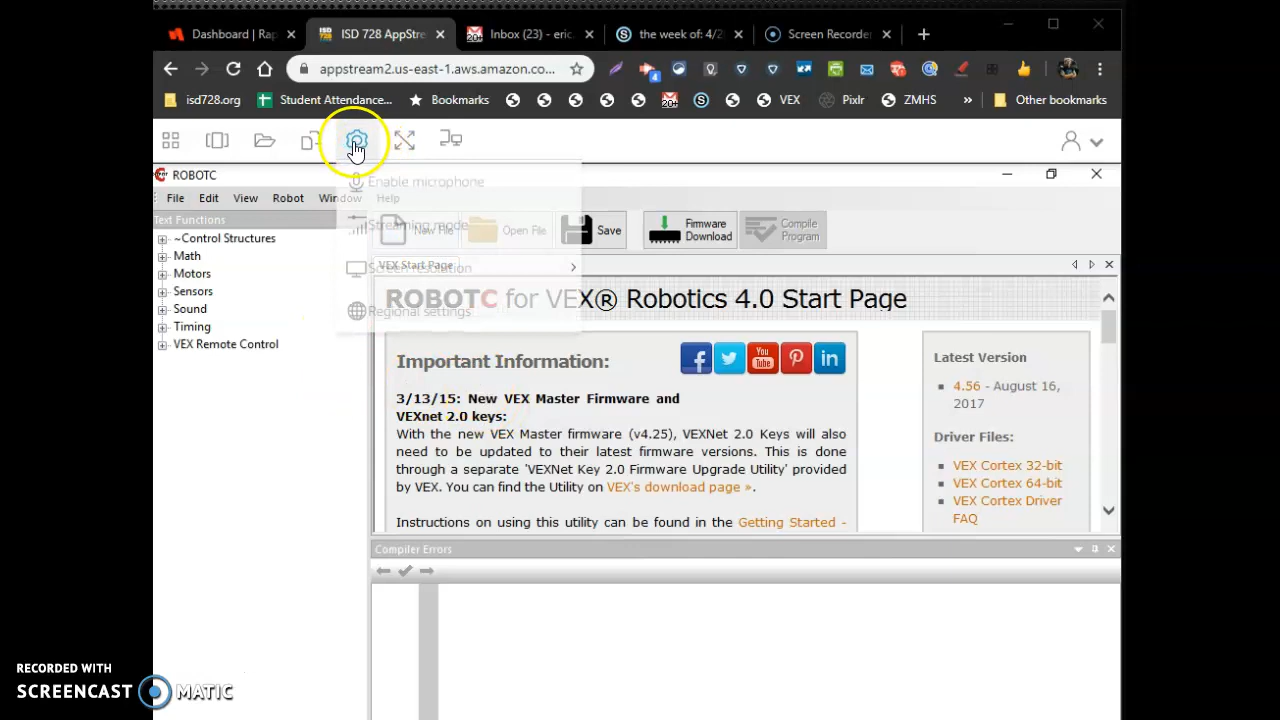 Dashboard | Rap
ISD 728 AppStre
Inbox (23) - eric.
the week of: 4/2
Screen Recorde
appstream2.us-east-1.aws.amazon.co...
isd728.org
Student Attendance...
Bookmarks
20+
VEX
Pixlr
ZMHS
»
Other bookmarks
ROBOTC
File Edit View Robot Window Help
Enable microphone
Streaming mode
Screen resolution
Regional settings
Text Functions
~Control Structures
Math
Motors
Sensors
Sound
Timing
VEX Remote Control
New File
Open File
Save
Firmware
Download
Compile
Program
VEX Start Page
ROBOTC for VEX® Robotics 4.0 Start Page
Important Information:
You
Tube
3/13/15: New VEX Master Firmware and
VEXnet 2.0 keys:
With the new VEX Master firmware (v4.25), VEXNet 2.0 Keys will also
need to be updated to their latest firmware versions. This is done
through a separate 'VEXNet Key 2.0 Firmware Upgrade Utility' provided
by VEX. You can find the Utility on VEX's download page ».
Instructions on using this utility can be found in the Getting Started -
Latest Version
4.56 - August 16,
2017
Driver Files:
VEX Cortex 32-bit
VEX Cortex 64-bit
VEX Cortex Driver
FAQ
Compiler Errors
RECORDED WITH
SCREENCAST MATIC